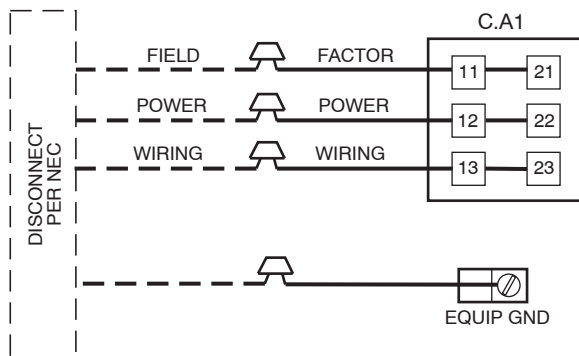 C.A1
FIELD FACTOR
11 21
POWER POWER
12 22
WIRING WIRING
13 23
DISCONNECT
PER NEC
EQUIP GND